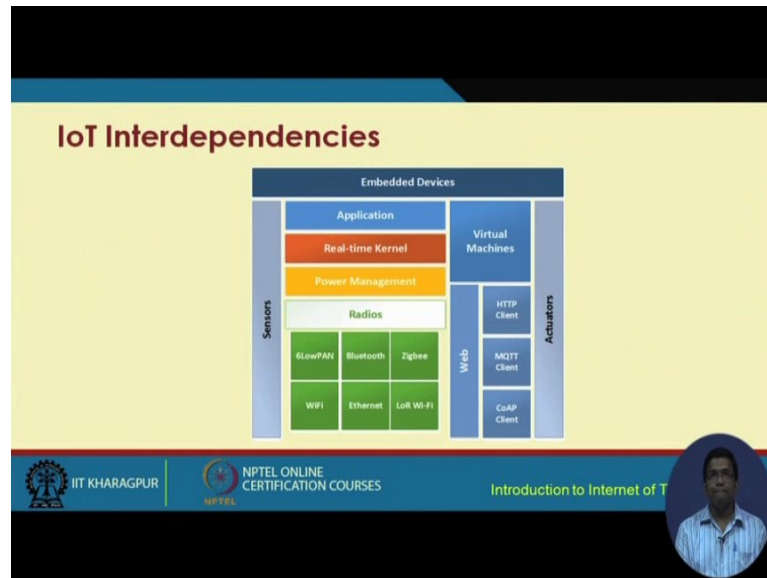 IoT Interdependencies
Embedded Devices
Sensors
Application
Real-time Kernel
Power Management
Radios
6LowPAN
Bluetooth
Zigbee
WiFi
Ethernet
LoR Wi-Fi
Virtual
Machines
Web
HTTP
Client
MQTT
Client
CoAP
Client
Actuators
IIT KHARAGPUR
NPTEL
NPTEL ONLINE
CERTIFICATION COURSES
Introduction to Internet of T